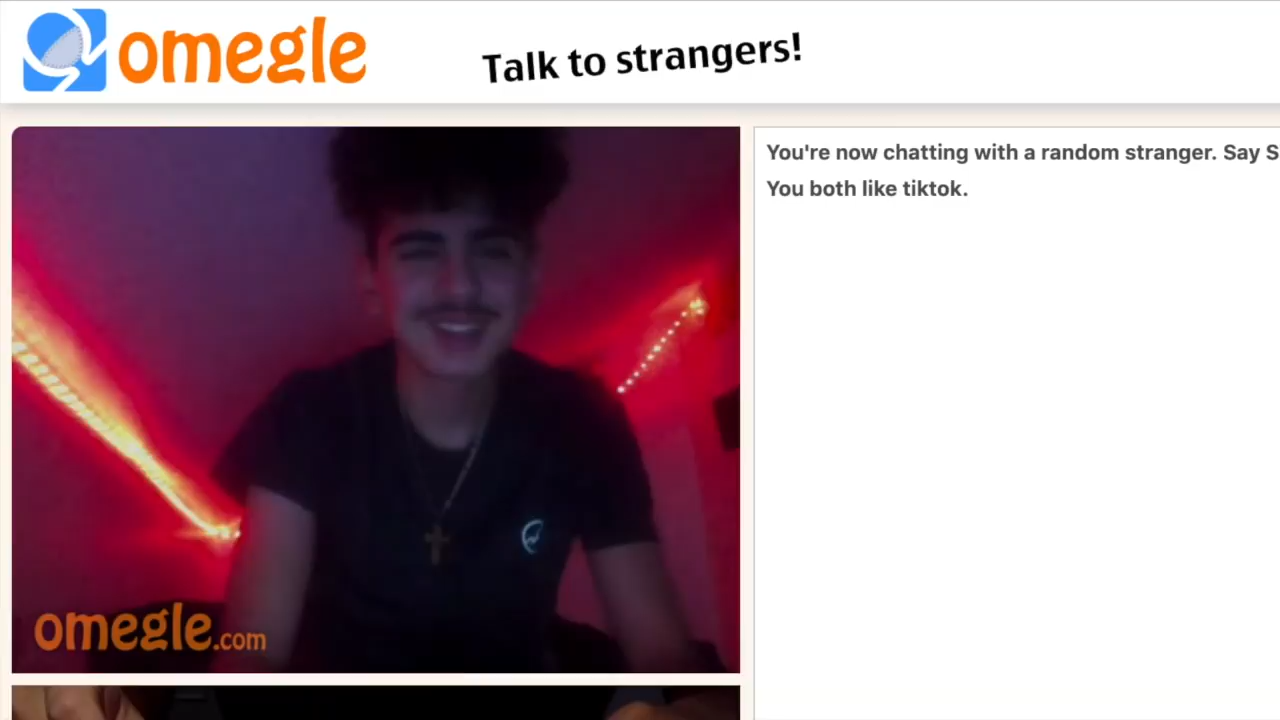 omegle
Talk to strangers!
You're now chatting with a random stranger. Say S
You both like tiktok.
omegle.com